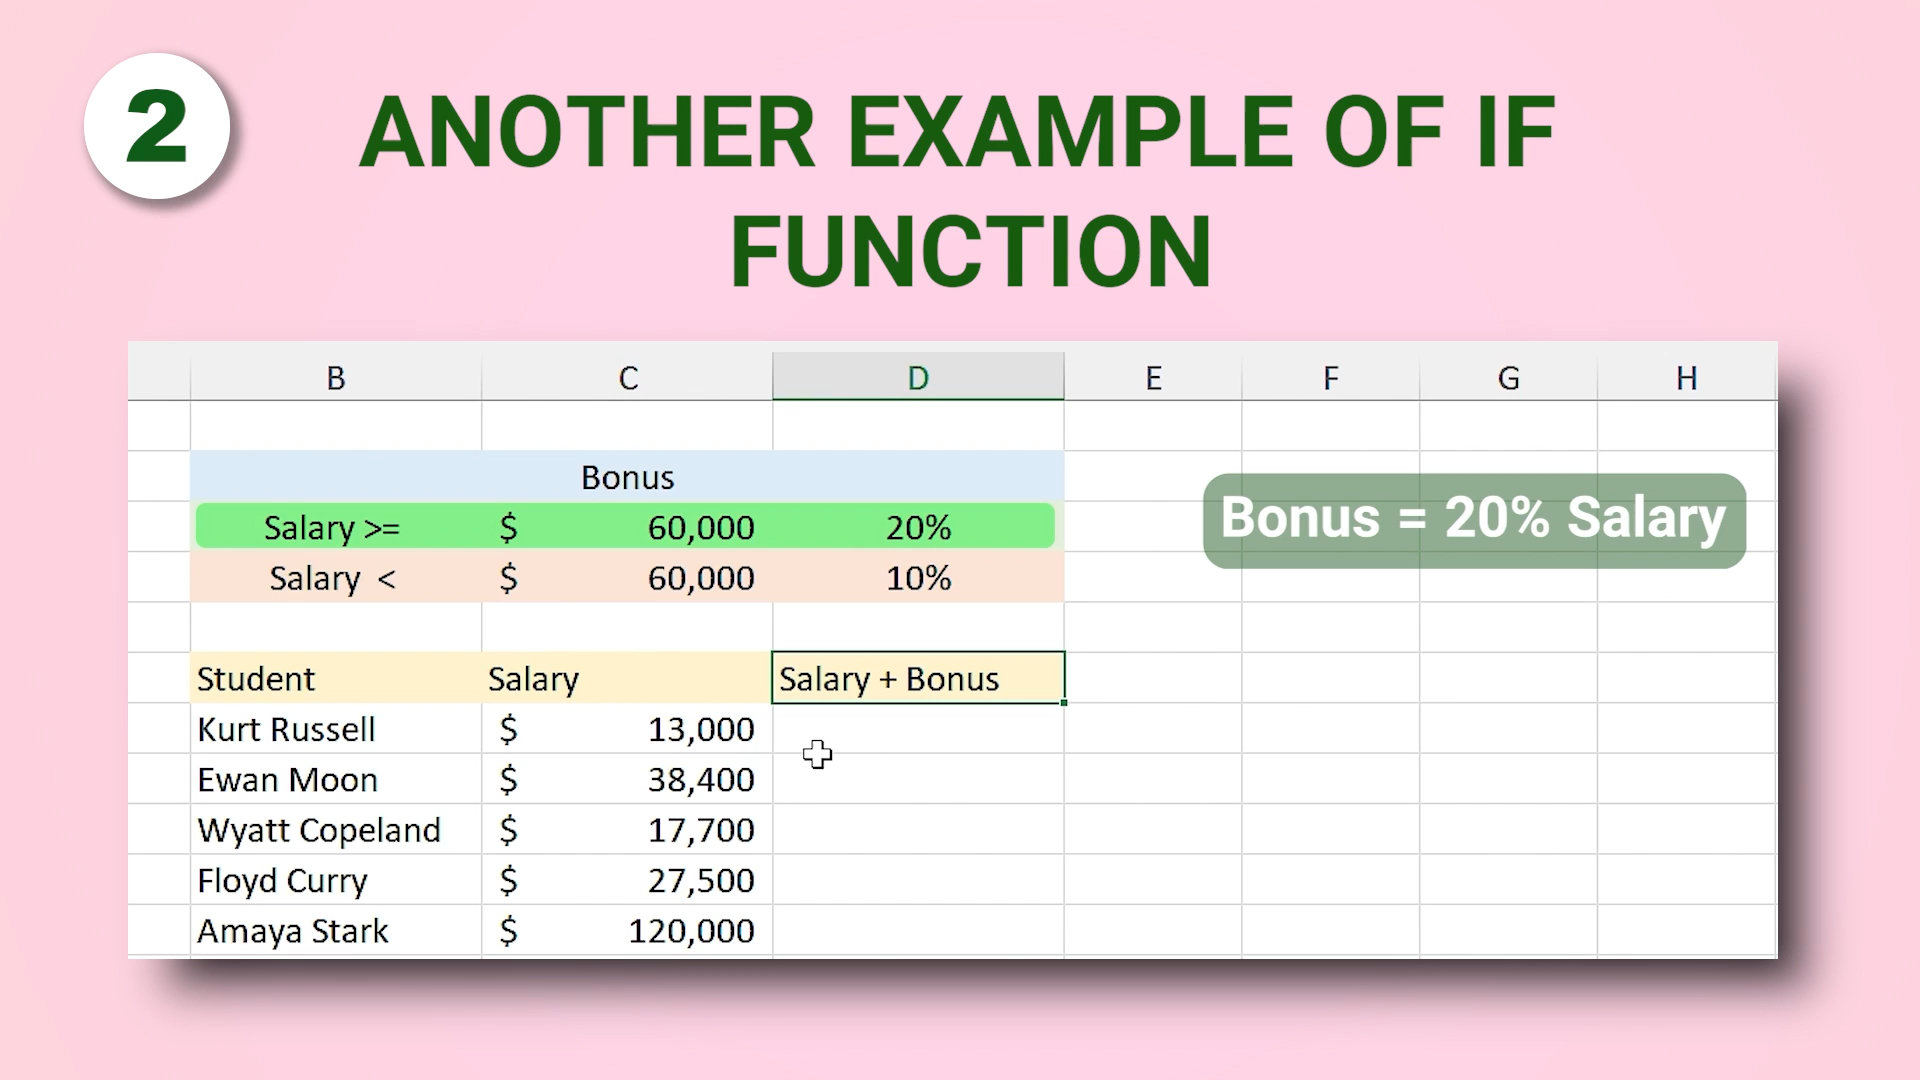 2
ANOTHER EXAMPLE OF IF
FUNCTION
B C D E F G H
Bonus
Salary >= $ 60,000 20%
Bonus = 20% Salary
Salary < $ 60,000 10%
Student Salary Salary + Bonus
Kurt Russell $ 13,000
Ewan Moon $ 38,400
Wyatt Copeland $ 17,700
Floyd Curry $ 27,500
Amaya Stark $ 120,000